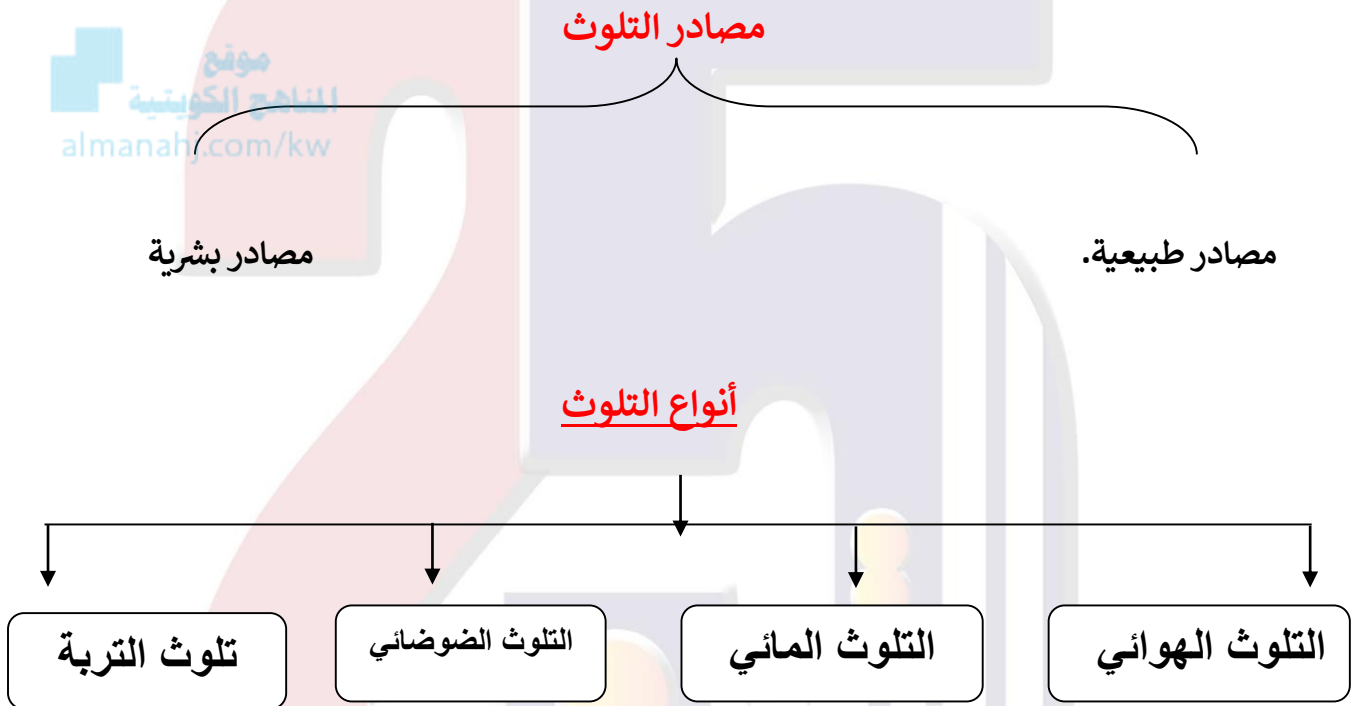 مصادر التلوث
موقع
المناهج الكويتية
almanahj.com/kw
مصادر طبيعية.
مصادر بشرية
أنواع التلوث
التلوث الهوائي
التلوث المائي
التلوث الضوضائي
تلوث التربة